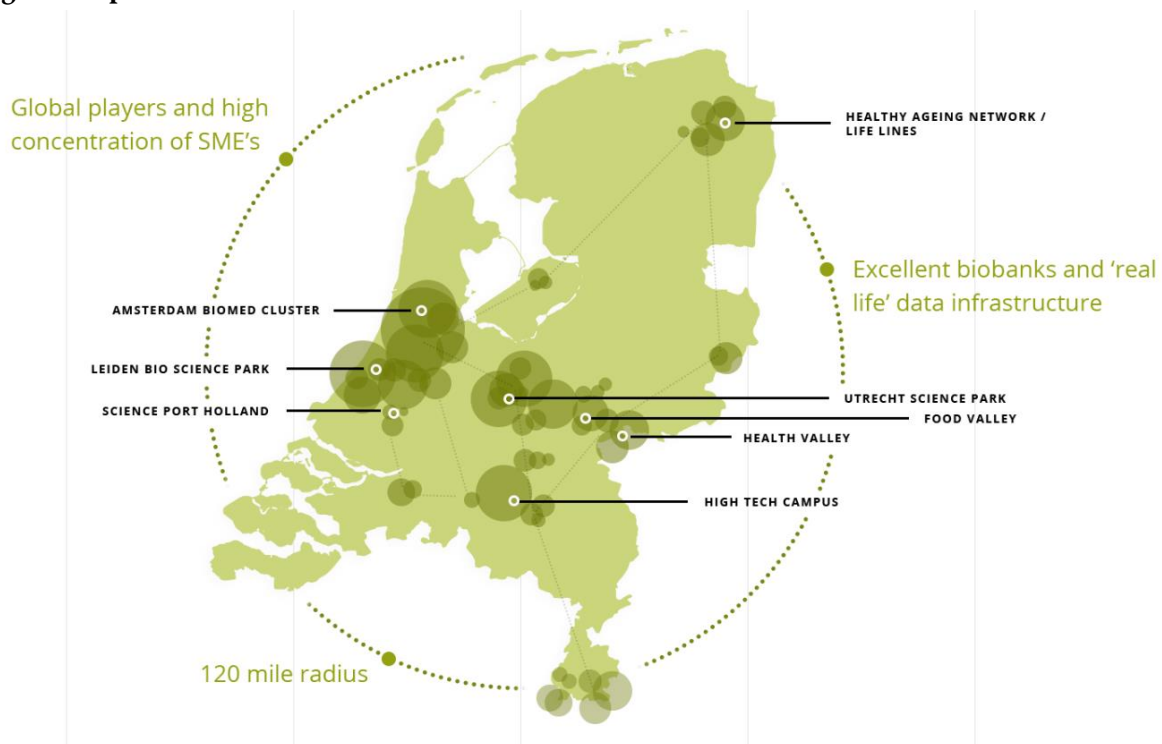 Global players and high
concentration of SME's
HEALTHY AGEING NETWORK /
LIFE LINES
Excellent biobanks and ‘real
life’ data infrastructure
AMSTERDAM BIOMED CLUSTER
LEIDEN BIO SCIENCE PARK
SCIENCE PORT HOLLAND
UTRECHT SCIENCE PARK
FOOD VALLEY
HEALTH VALLEY
HIGH TECH CAMPUS
120 mile radius